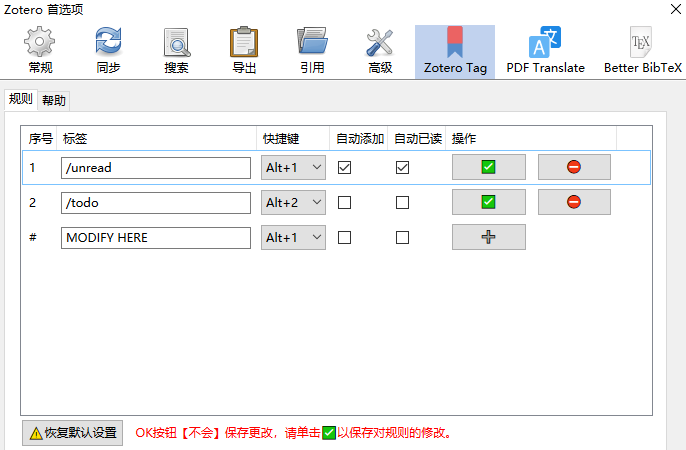 Zotero 首选项
常规 同步 搜索 导出 引用 高级 Zotero Tag PDF Translate Better BibTeX
规则 帮助
序号 标签 快捷键 自动添加 自动已读 操作
1 /unread Alt+1
2 /todo Alt+2
# MODIFY HERE Alt+1
恢复默认设置 OK按钮【不会】保存更改，请单击✅以保存对规则的修改。